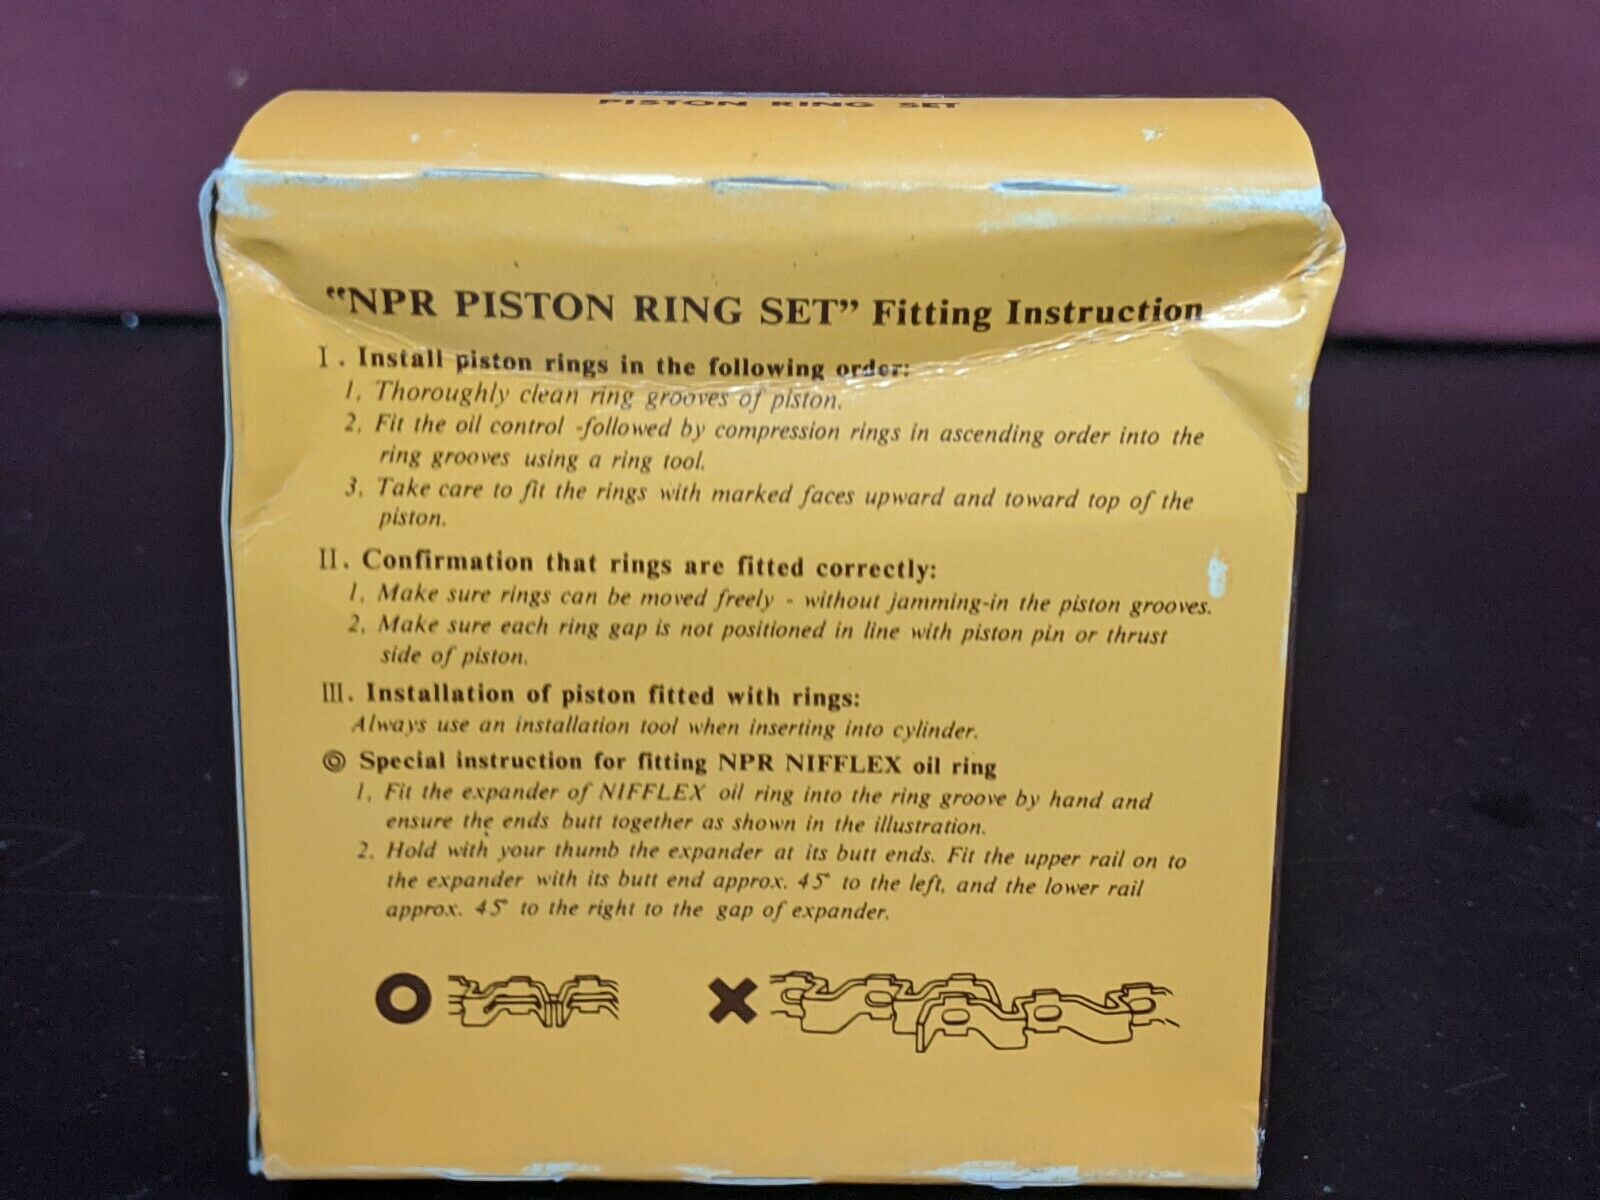 PISTON RING SET
“NPR PISTON RING SET” Fitting Instruction
I. Install piston rings in the following order:
1. Thoroughly clean ring grooves of piston.
2. Fit the oil control -followed by compression rings in ascending order into the
ring grooves using a ring tool.
3. Take care to fit the rings with marked faces upward and toward top of the
piston.
II. Confirmation that rings are fitted correctly:
1. Make sure rings can be moved freely - without jamming-in the piston grooves.
2. Make sure each ring gap is not positioned in line with piston pin or thrust
side of piston.
III. Installation of piston fitted with rings:
Always use an installation tool when inserting into cylinder.
◎ Special instruction for fitting NPR NIFFLEX oil ring
1. Fit the expander of NIFFLEX oil ring into the ring groove by hand and
ensure the ends butt together as shown in the illustration.
2. Hold with your thumb the expander at its butt ends. Fit the upper rail on to
the expander with its butt end approx. 45° to the left, and the lower rail
approx. 45° to the right to the gap of expander.